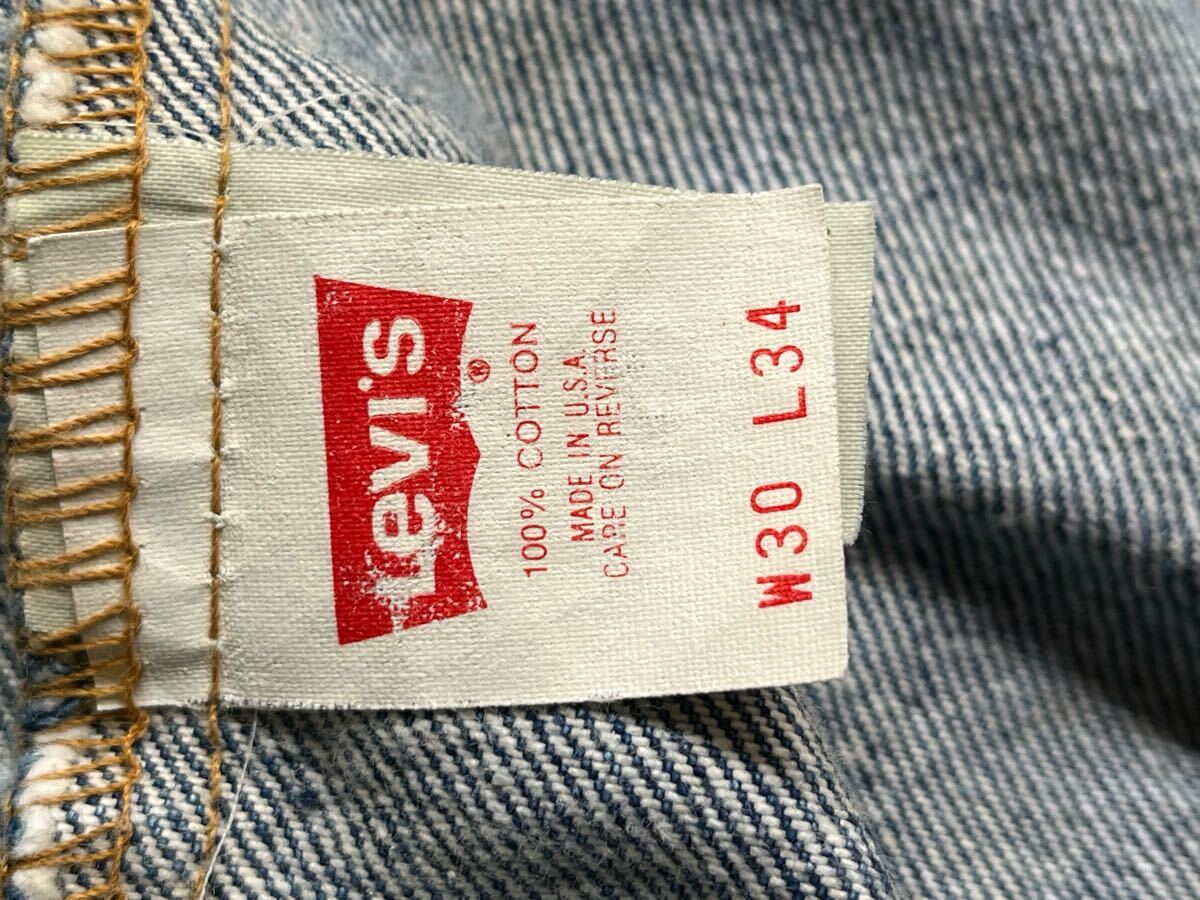 Levi's®
100% COTTON
MADE IN U.S.A.
CARE ON REVERSE
W30 L34